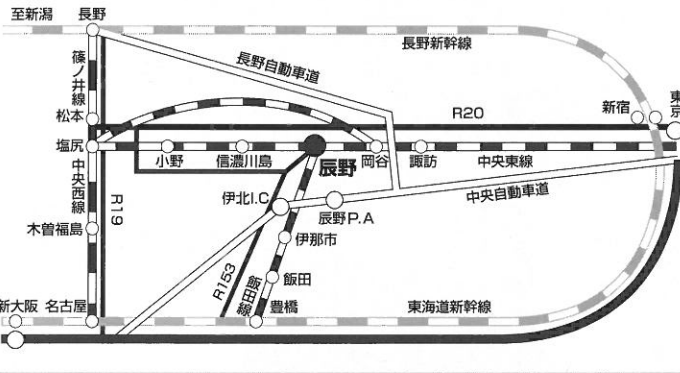 至新潟
長野
長野新幹線
長野自動車道
篠ノ井線
松本
R20
新宿
東京
塩尻
小野
信濃川島
辰野
岡谷
諏訪
中央東線
中央西線
R19
伊北I.C
辰野P.A
中央自動車道
木曽福島
伊那市
R153
飯田線
飯田
新大阪
名古屋
豊橋
東海道新幹線